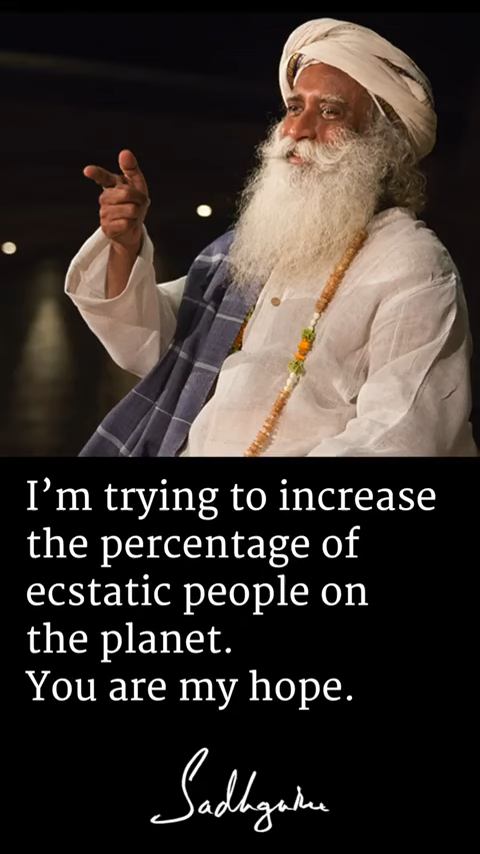 I’m trying to increase
the percentage of
ecstatic people on
the planet.
You are my hope.
Sadhguru